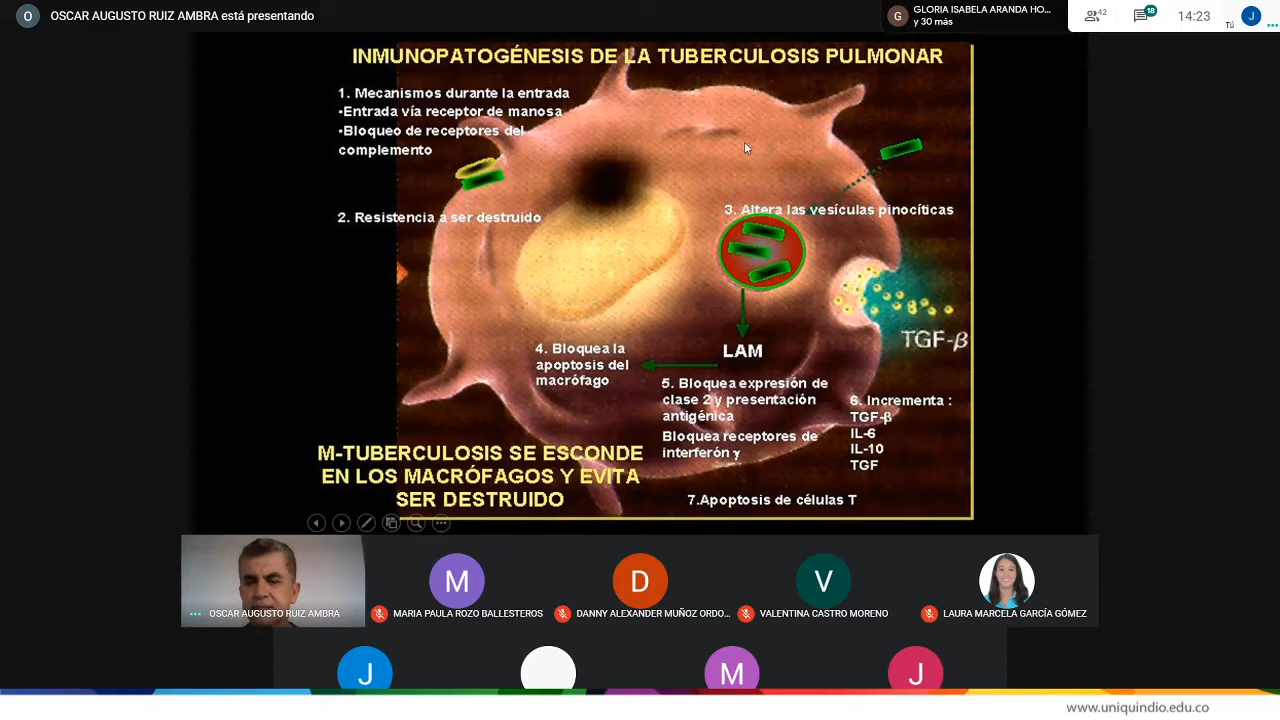 O OSCAR AUGUSTO RUIZ AMBRA está presentando
G GLORIA ISABELA ARANDA HO...
y 30 más
42
18
14:23
Tú
J
INMUNOPATOGÉNESIS DE LA TUBERCULOSIS PULMONAR
1. Mecanismos durante la entrada
•Entrada vía receptor de manosa
•Bloqueo de receptores del
complemento
2. Resistencia a ser destruido
3. Altera las vesículas pinocíticas
TGF-β
LAM
4. Bloquea la
apoptosis del
macrófago
5. Bloquea expresión de
clase 2 y presentación
antigénica
Bloquea receptores de
interferón γ
6. Incrementa :
TGF-β
IL-6
IL-10
TGF
7.Apoptosis de células T
M-TUBERCULOSIS SE ESCONDE
EN LOS MACRÓFAGOS Y EVITA
SER DESTRUIDO
M
D
V
OSCAR AUGUSTO RUIZ AMBRA
MARIA PAULA ROZO BALLESTEROS
DANNY ALEXANDER MUÑOZ ORDO...
VALENTINA CASTRO MORENO
LAURA MARCELA GARCÍA GÓMEZ
J
M
J
www.uniquindio.edu.co